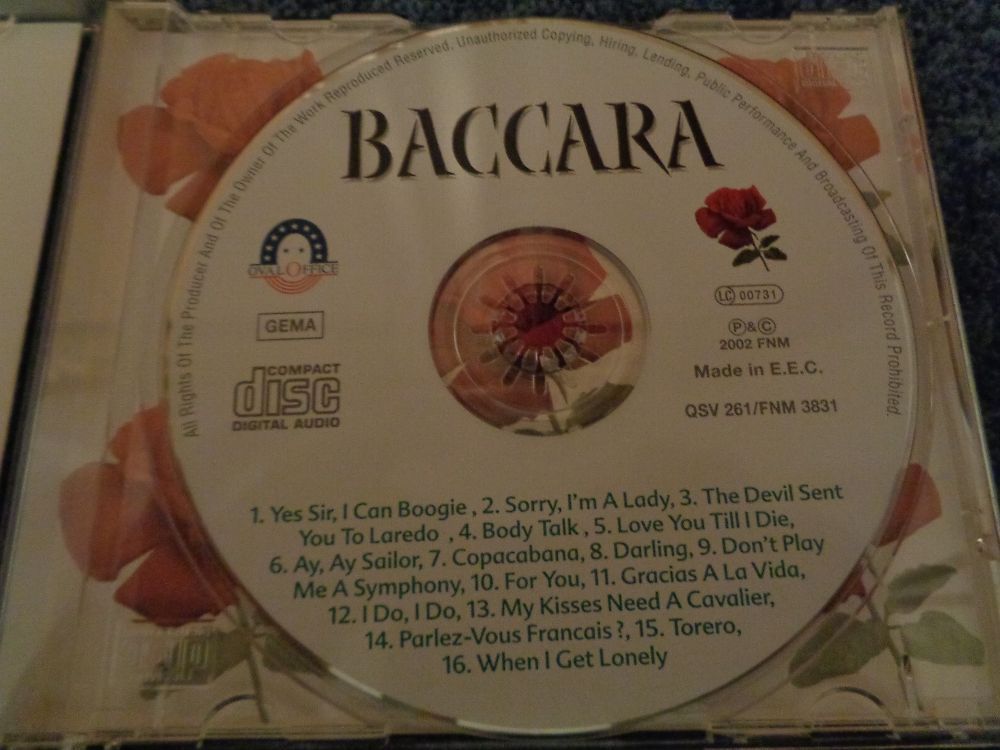 All Rights Of The Producer And Of The Owner Of The Work Reproduced Reserved. Unauthorized Copying, Hiring, Lending, Public Performance And Broadcasting Of This Record Prohibited.
BACCARA
OVAL OFFICE
LC 00731
GEMA
P&C
2002 FNM
COMPACT
disc
DIGITAL AUDIO
Made in E.E.C.
QSV 261/FNM 3831
1. Yes Sir, I Can Boogie , 2. Sorry, I'm A Lady, 3. The Devil Sent
You To Laredo , 4. Body Talk , 5. Love You Till I Die,
6. Ay, Ay Sailor, 7. Copacabana, 8. Darling, 9. Don't Play
Me A Symphony, 10. For You, 11. Gracias A La Vida,
12. I Do, I Do, 13. My Kisses Need A Cavalier,
14. Parlez-Vous Francais ?, 15. Torero,
16. When I Get Lonely